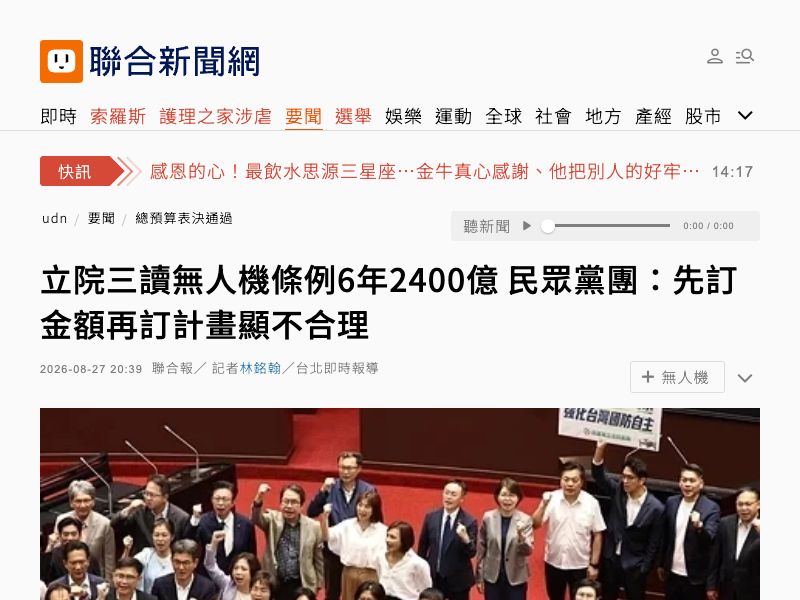 聯合新聞網
即時 索羅斯 護理之家涉虐 要聞 選舉 娛樂 運動 全球 社會 地方 產經 股市
快訊 感恩的心！最飲水思源三星座…金牛真心感謝、他把別人的好牢… 14:17
udn / 要聞 / 總預算表決通過
聽新聞 0:00 / 0:00
立院三讀無人機條例6年2400億 民眾黨團：先訂
金額再訂計畫顯不合理
2026-08-27 20:39 聯合報／ 記者林銘翰／台北即時報導
+ 無人機
強化台灣國防自主